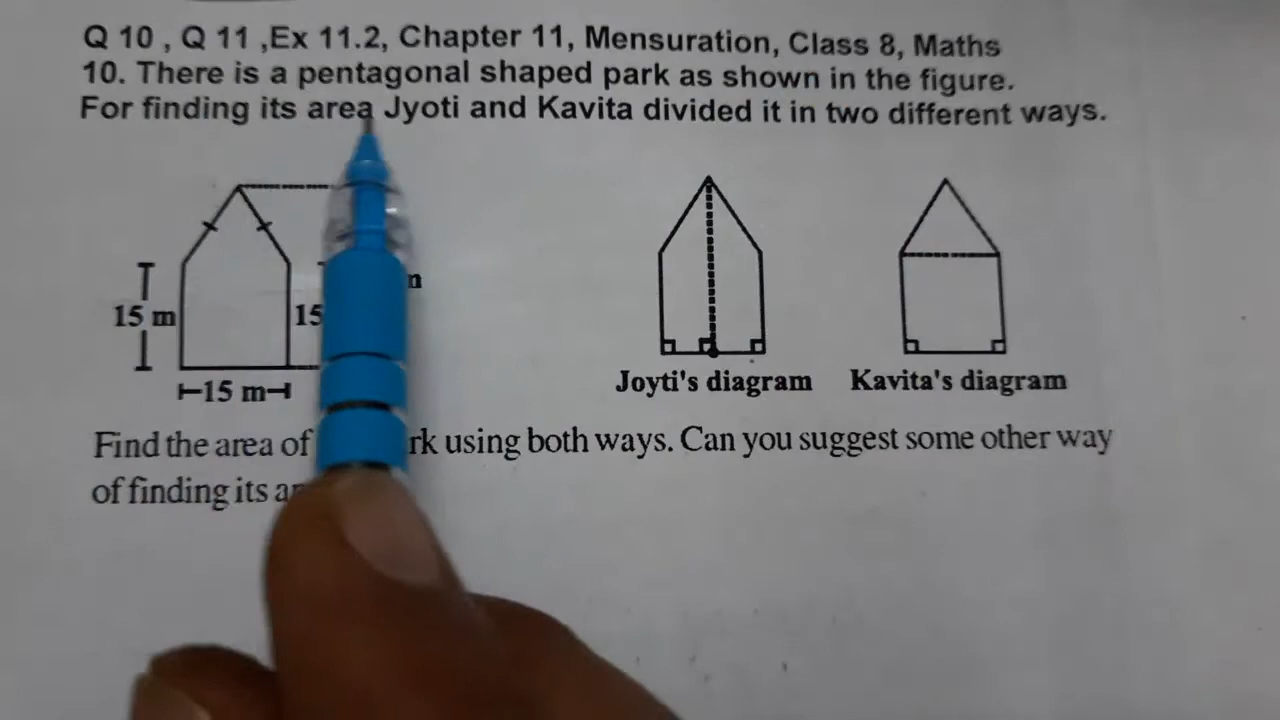 Q 10 , Q 11 ,Ex 11.2, Chapter 11, Mensuration, Class 8, Maths
10. There is a pentagonal shaped park as shown in the figure.
For finding its area Jyoti and Kavita divided it in two different ways.
15 m
15
15 m
Joyti's diagram
Kavita's diagram
Find the area of using both ways. Can you suggest some other way
of finding its